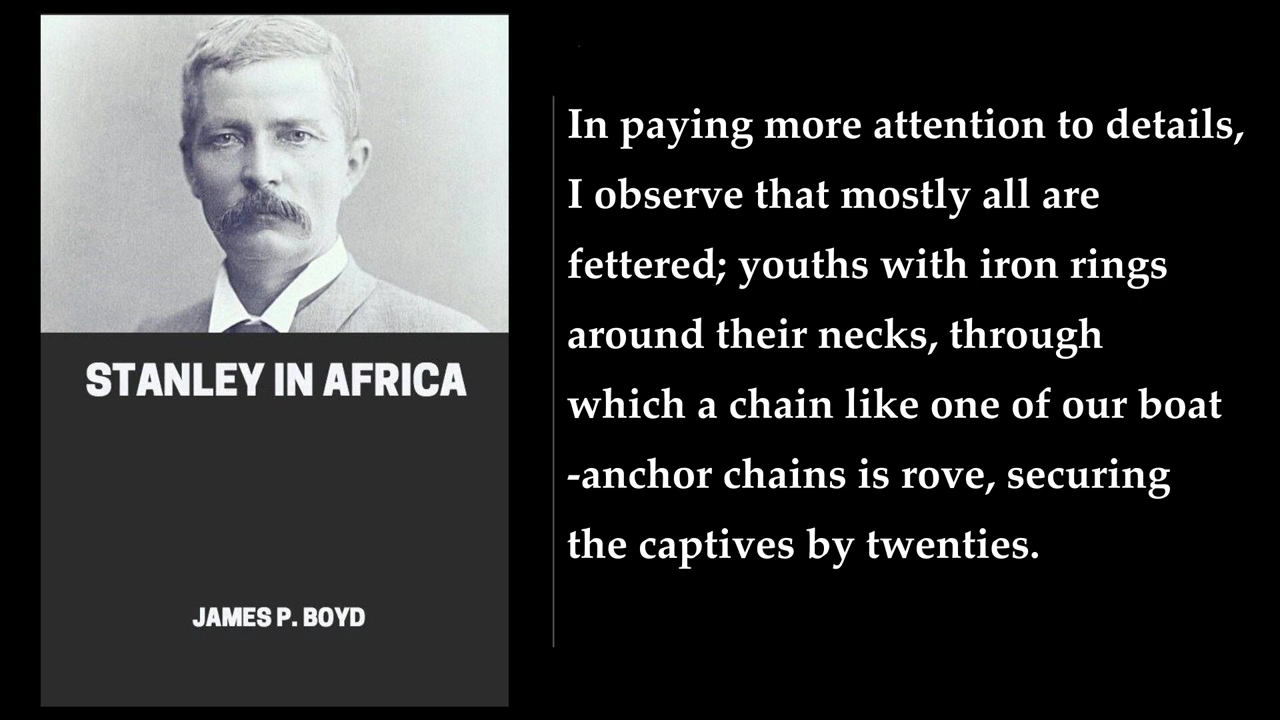 STANLEY IN AFRICA
JAMES P. BOYD
In paying more attention to details,
I observe that mostly all are
fettered; youths with iron rings
around their necks, through
which a chain like one of our boat
-anchor chains is rove, securing
the captives by twenties.